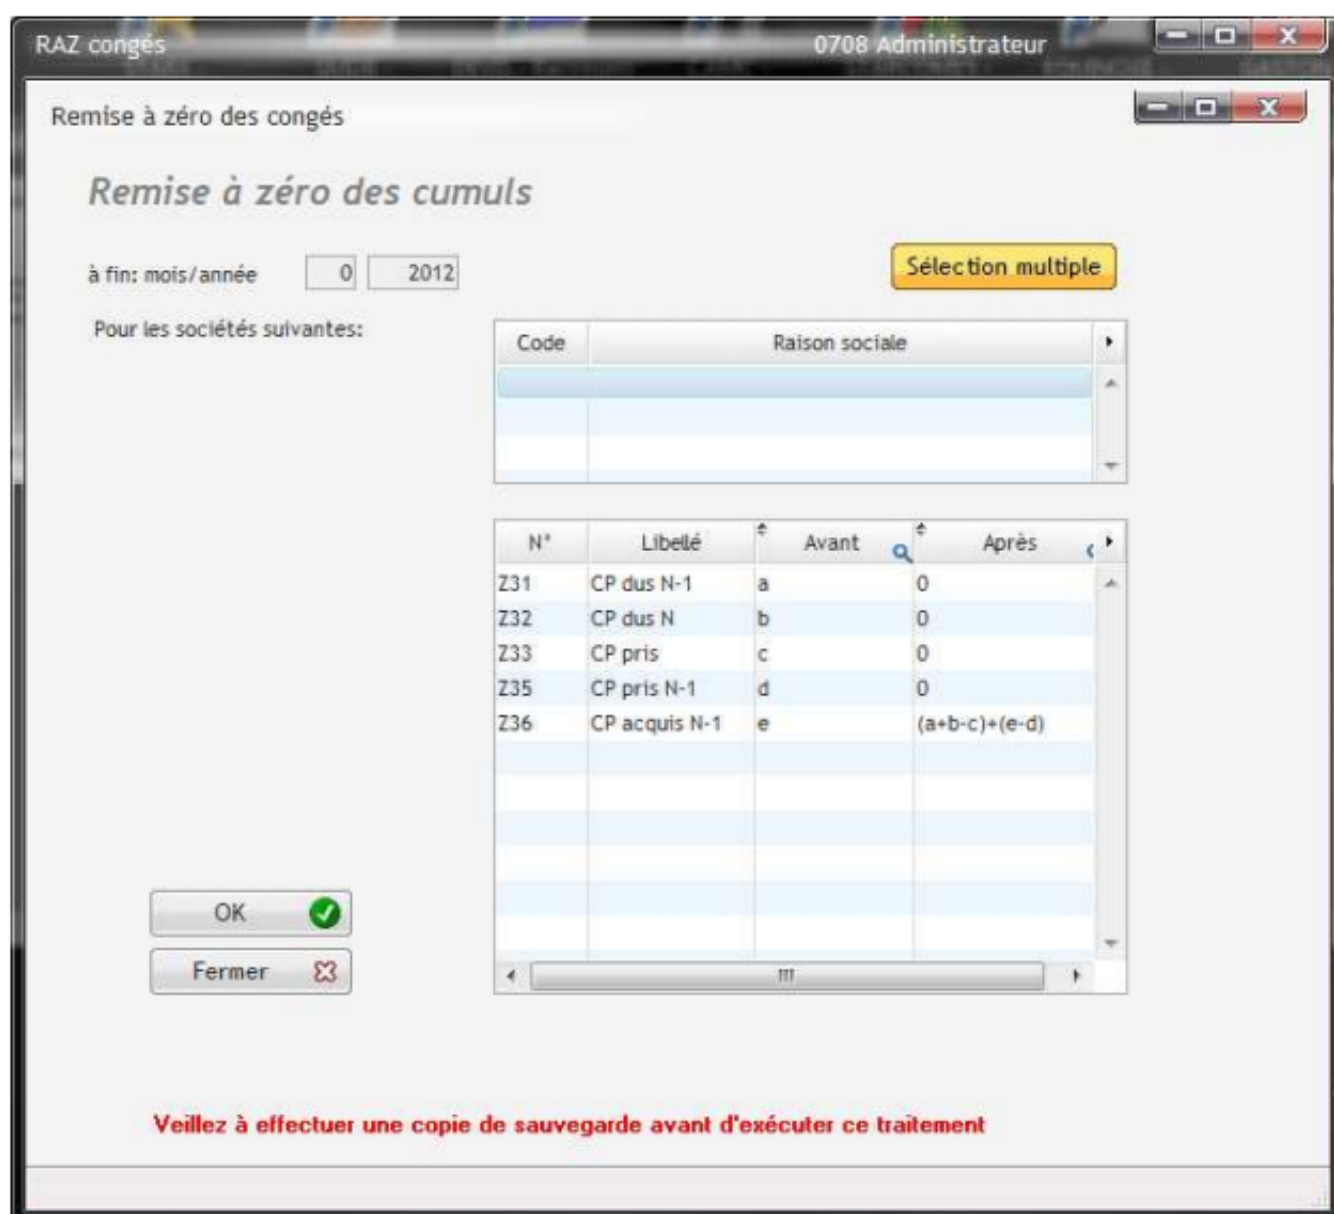 RAZ congés 0708 Administrateur
Remise à zéro des congés
Remise à zéro des cumuls
à fin: mois/année 0 2012
Sélection multiple
Pour les sociétés suivantes:
Code Raison sociale
N° Libellé Avant Après
Z31 CP dus N-1 a 0
Z32 CP dus N b 0
Z33 CP pris c 0
Z35 CP pris N-1 d 0
Z36 CP acquis N-1 e (a+b-c)+(e-d)
OK
Fermer
Veillez à effectuer une copie de sauvegarde avant d'exécuter ce traitement